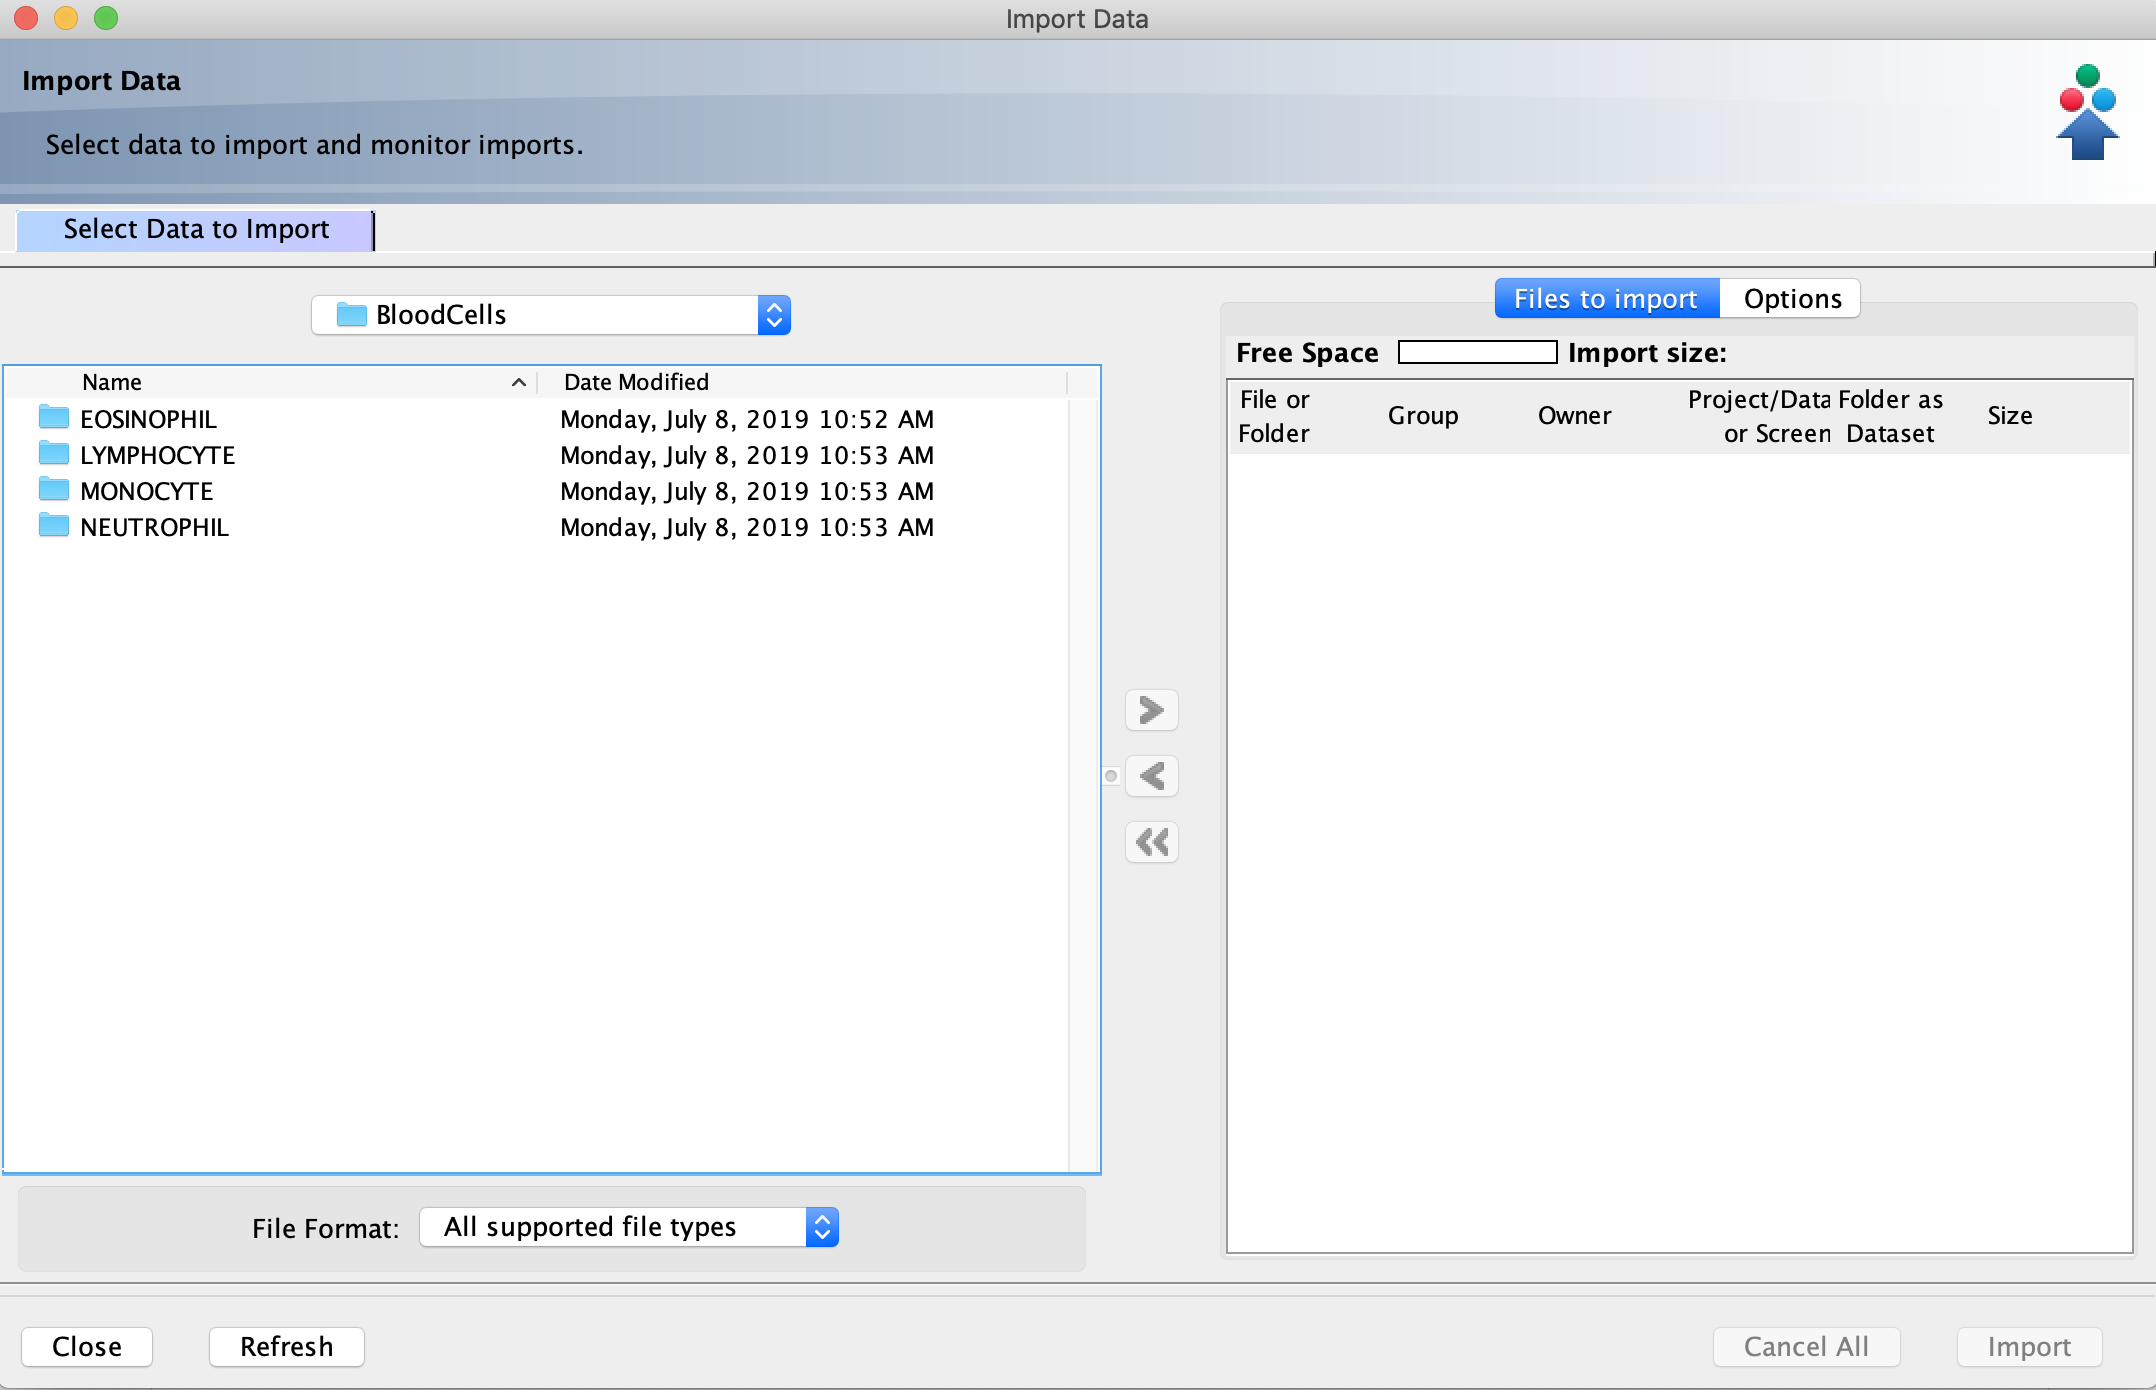 Import Data
Import Data
Select data to import and monitor imports.
Select Data to Import
BloodCells
Name Date Modified
EOSINOPHIL Monday, July 8, 2019 10:52 AM
LYMPHOCYTE Monday, July 8, 2019 10:53 AM
MONOCYTE Monday, July 8, 2019 10:53 AM
NEUTROPHIL Monday, July 8, 2019 10:53 AM
File Format: All supported file types
Files to import Options
Free Space Import size:
File or Folder Group Owner Project/Data or Screen Folder as Dataset Size
Close Refresh Cancel All Import